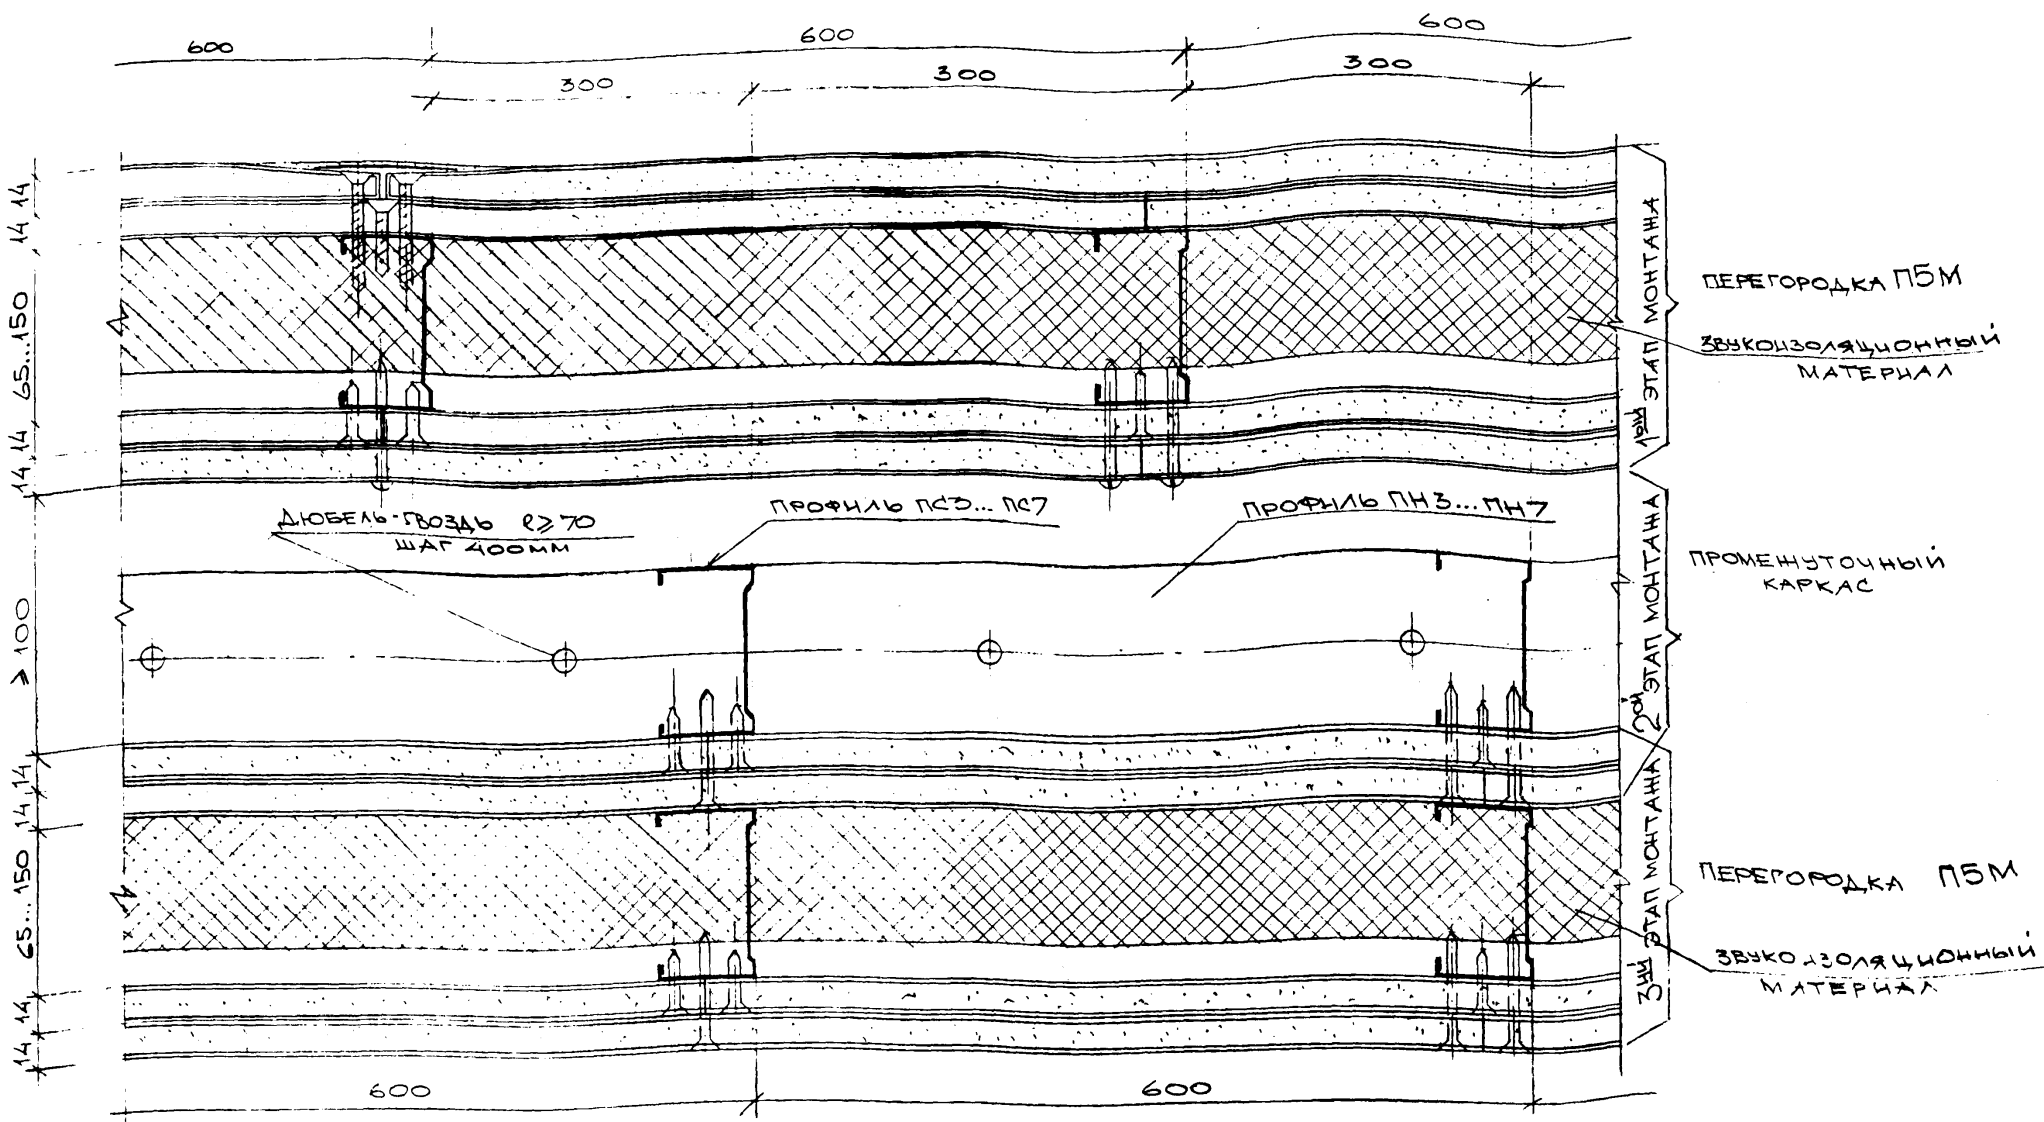 600
600
600
300
300
300
14 14
65...150
14 14
≥100
14 14
65...150
14 14
ПЕРЕГОРОДКА П5М
ЗВУКОИЗОЛЯЦИОННЫЙ
МАТЕРИАЛ
1ЫЙ ЭТАП МОНТАЖА
ДЮБЕЛЬ-ГВОЗДЬ ℓ≥70
ШАГ 400ММ
ПРОФИЛЬ ПС3...ПС7
ПРОФИЛЬ ПН3...ПН7
ПРОМЕЖУТОЧНЫЙ
КАРКАС
2ОЙ ЭТАП МОНТАЖА
ПЕРЕГОРОДКА П5М
ЗВУКОИЗОЛЯЦИОННЫЙ
МАТЕРИАЛ
3ИЙ ЭТАП МОНТАЖА
600
600